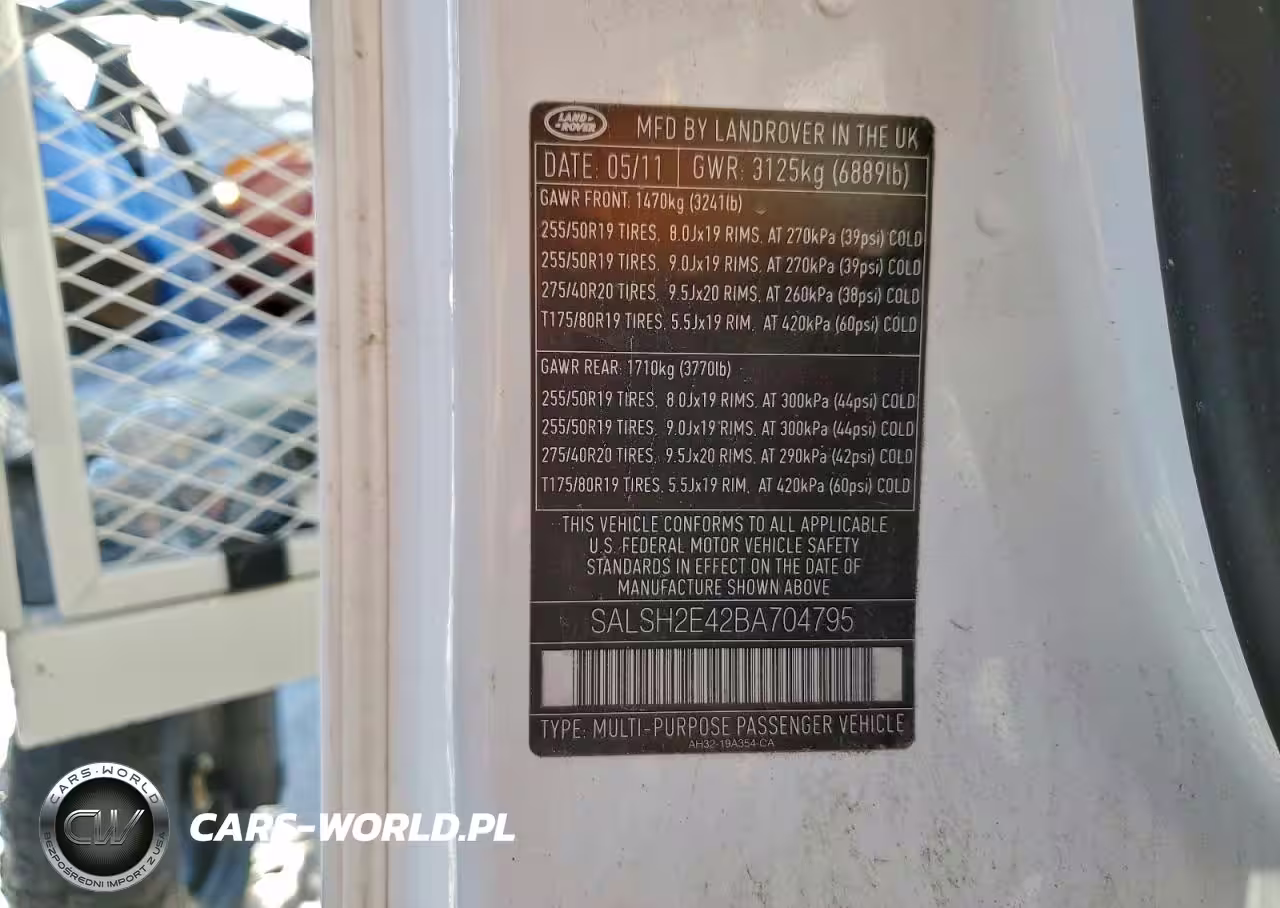 LAND ROVER
MFD BY LANDROVER IN THE UK
DATE: 05/11 GWR: 3125kg (6889lb)
GAWR FRONT: 1470kg (3241lb)
255/50R19 TIRES, 8.0Jx19 RIMS, AT 270kPa (39psi) COLD
255/50R19 TIRES, 9.0Jx19 RIMS, AT 270kPa (39psi) COLD
275/40R20 TIRES, 9.5Jx20 RIMS, AT 260kPa (38psi) COLD
T175/80R19 TIRES, 5.5Jx19 RIM, AT 420kPa (60psi) COLD
GAWR REAR: 1710kg (3770lb)
255/50R19 TIRES, 8.0Jx19 RIMS, AT 300kPa (44psi) COLD
255/50R19 TIRES, 9.0Jx19 RIMS, AT 300kPa (44psi) COLD
275/40R20 TIRES, 9.5Jx20 RIMS, AT 290kPa (42psi) COLD
T175/80R19 TIRES, 5.5Jx19 RIM, AT 420kPa (60psi) COLD
THIS VEHICLE CONFORMS TO ALL APPLICABLE
U.S. FEDERAL MOTOR VEHICLE SAFETY
STANDARDS IN EFFECT ON THE DATE OF
MANUFACTURE SHOWN ABOVE
SALSH2E42BA704795
TYPE: MULTI-PURPOSE PASSENGER VEHICLE
AH32-19A354-CA
CARS-WORLD
CW
BEZPOŚREDNI IMPORT Z USA
CARS-WORLD.PL